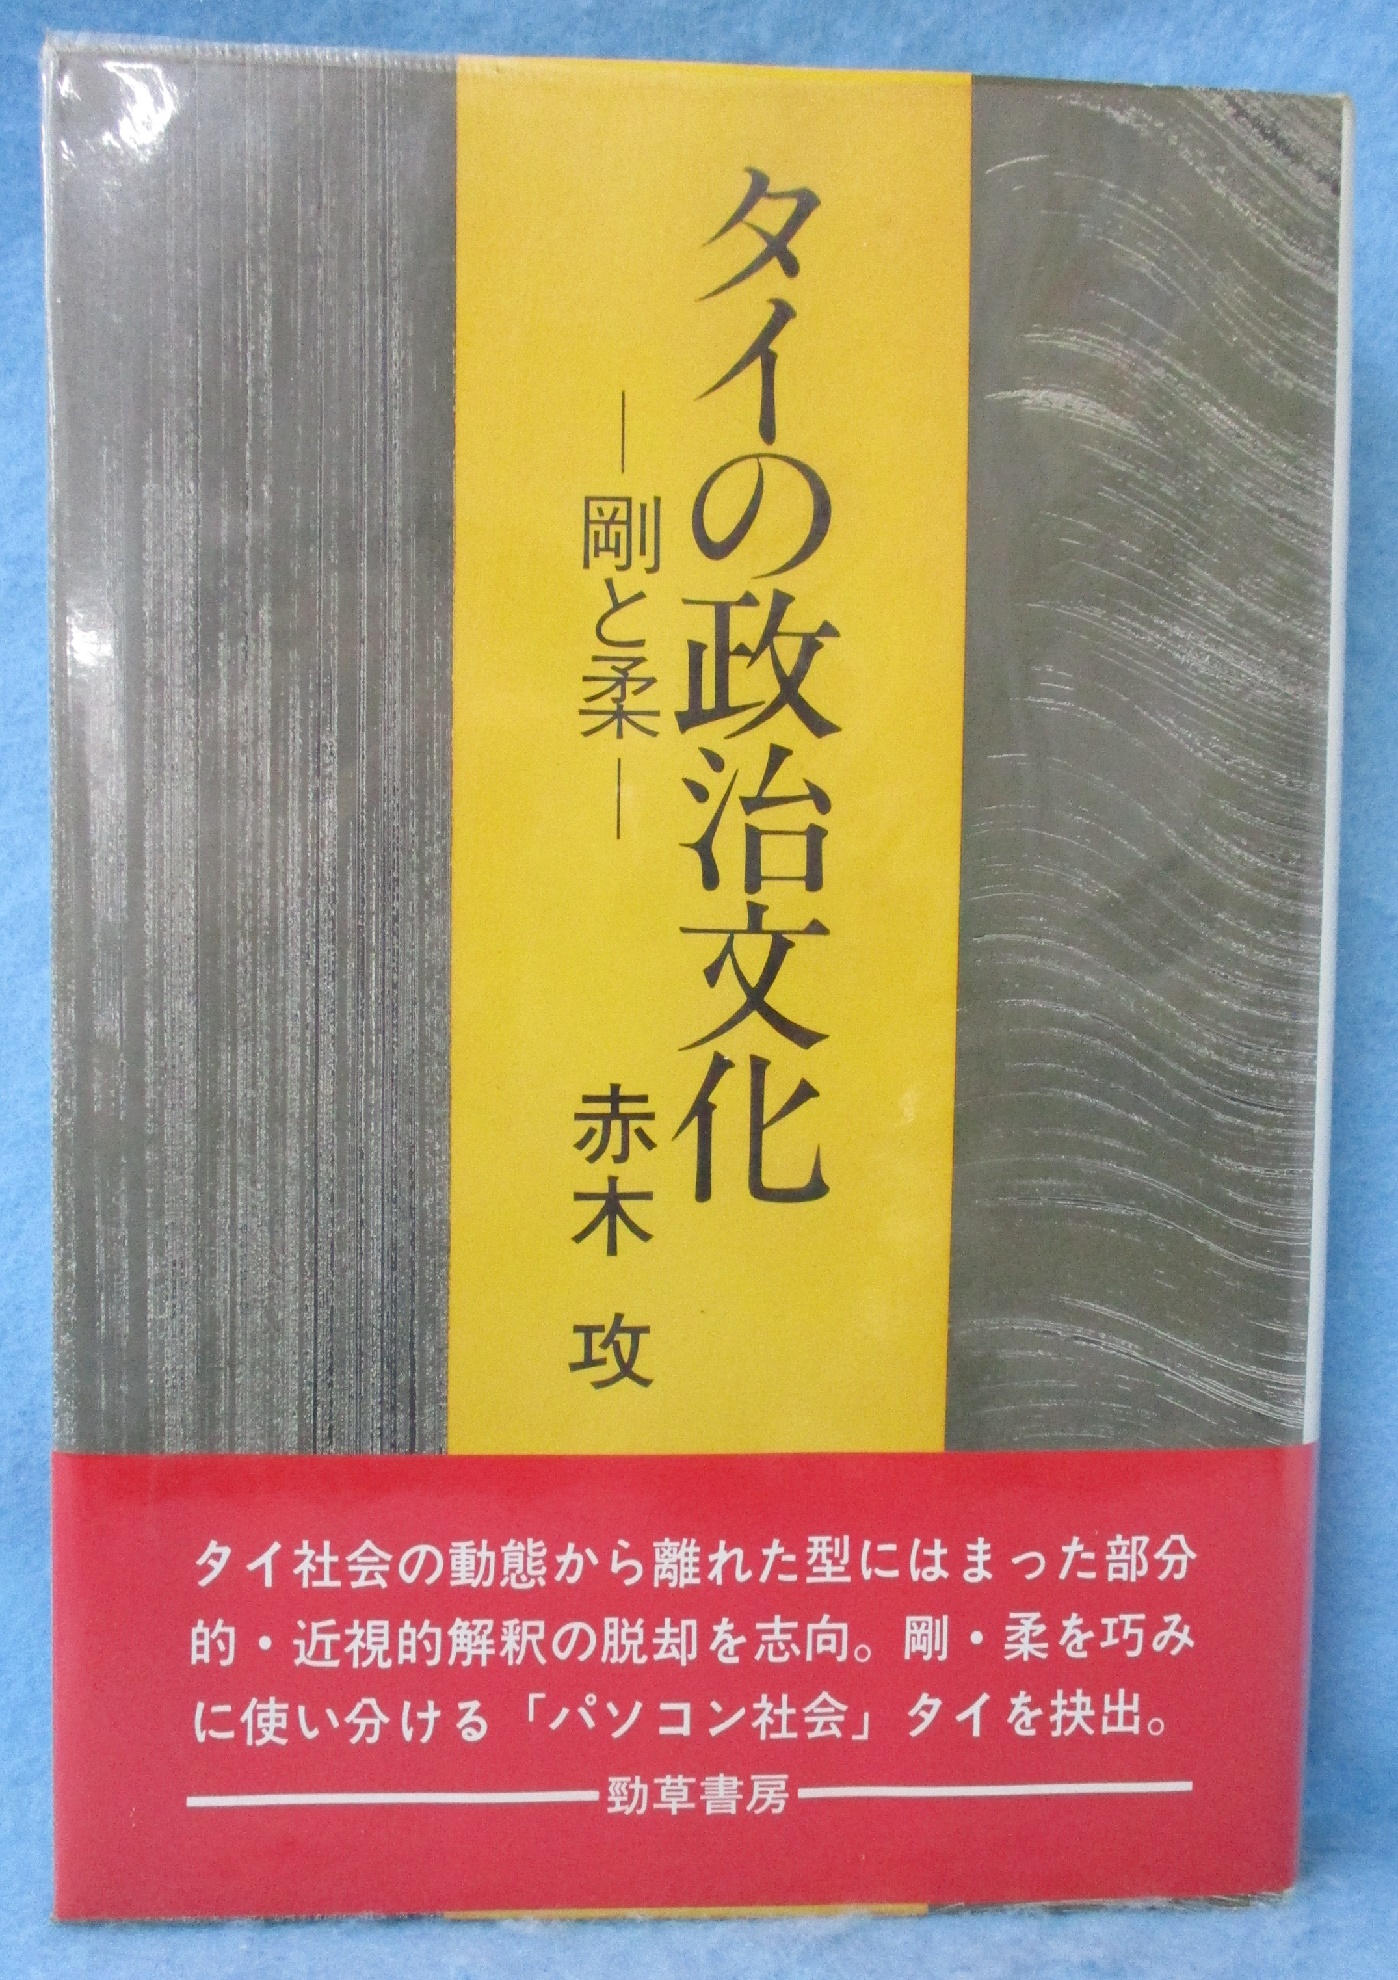 タイの政治文化
―剛と柔―
赤木 攻
タイ社会の動態から離れた型にはまった部分
的・近視的解釈の脱却を志向。剛・柔を巧み
に使い分ける「パソコン社会」タイを抉出。
勁草書房